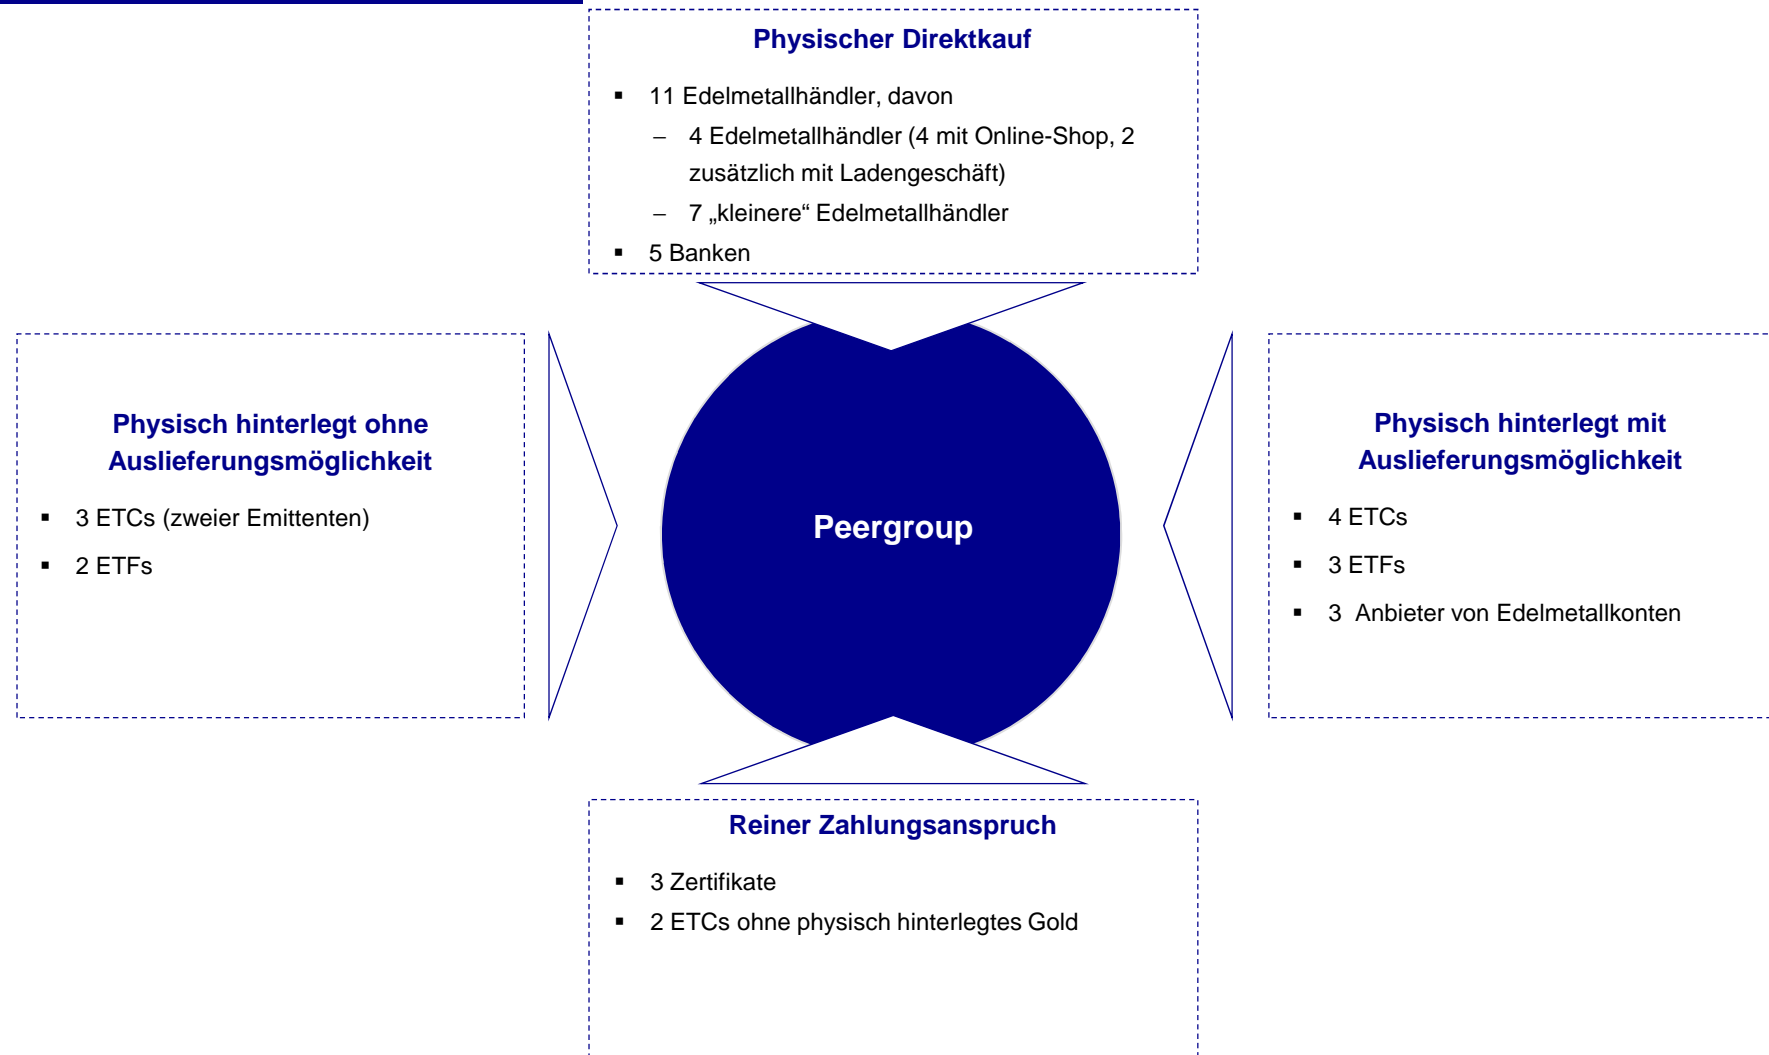 Physischer Direktkauf
▪ 11 Edelmetallhändler, davon
– 4 Edelmetallhändler (4 mit Online-Shop, 2
zusätzlich mit Ladengeschäft)
– 7 „kleinere“ Edelmetallhändler
▪ 5 Banken
Physisch hinterlegt ohne
Auslieferungsmöglichkeit
▪ 3 ETCs (zweier Emittenten)
▪ 2 ETFs
Peergroup
Physisch hinterlegt mit
Auslieferungsmöglichkeit
▪ 4 ETCs
▪ 3 ETFs
▪ 3 Anbieter von Edelmetallkonten
Reiner Zahlungsanspruch
▪ 3 Zertifikate
▪ 2 ETCs ohne physisch hinterlegtes Gold